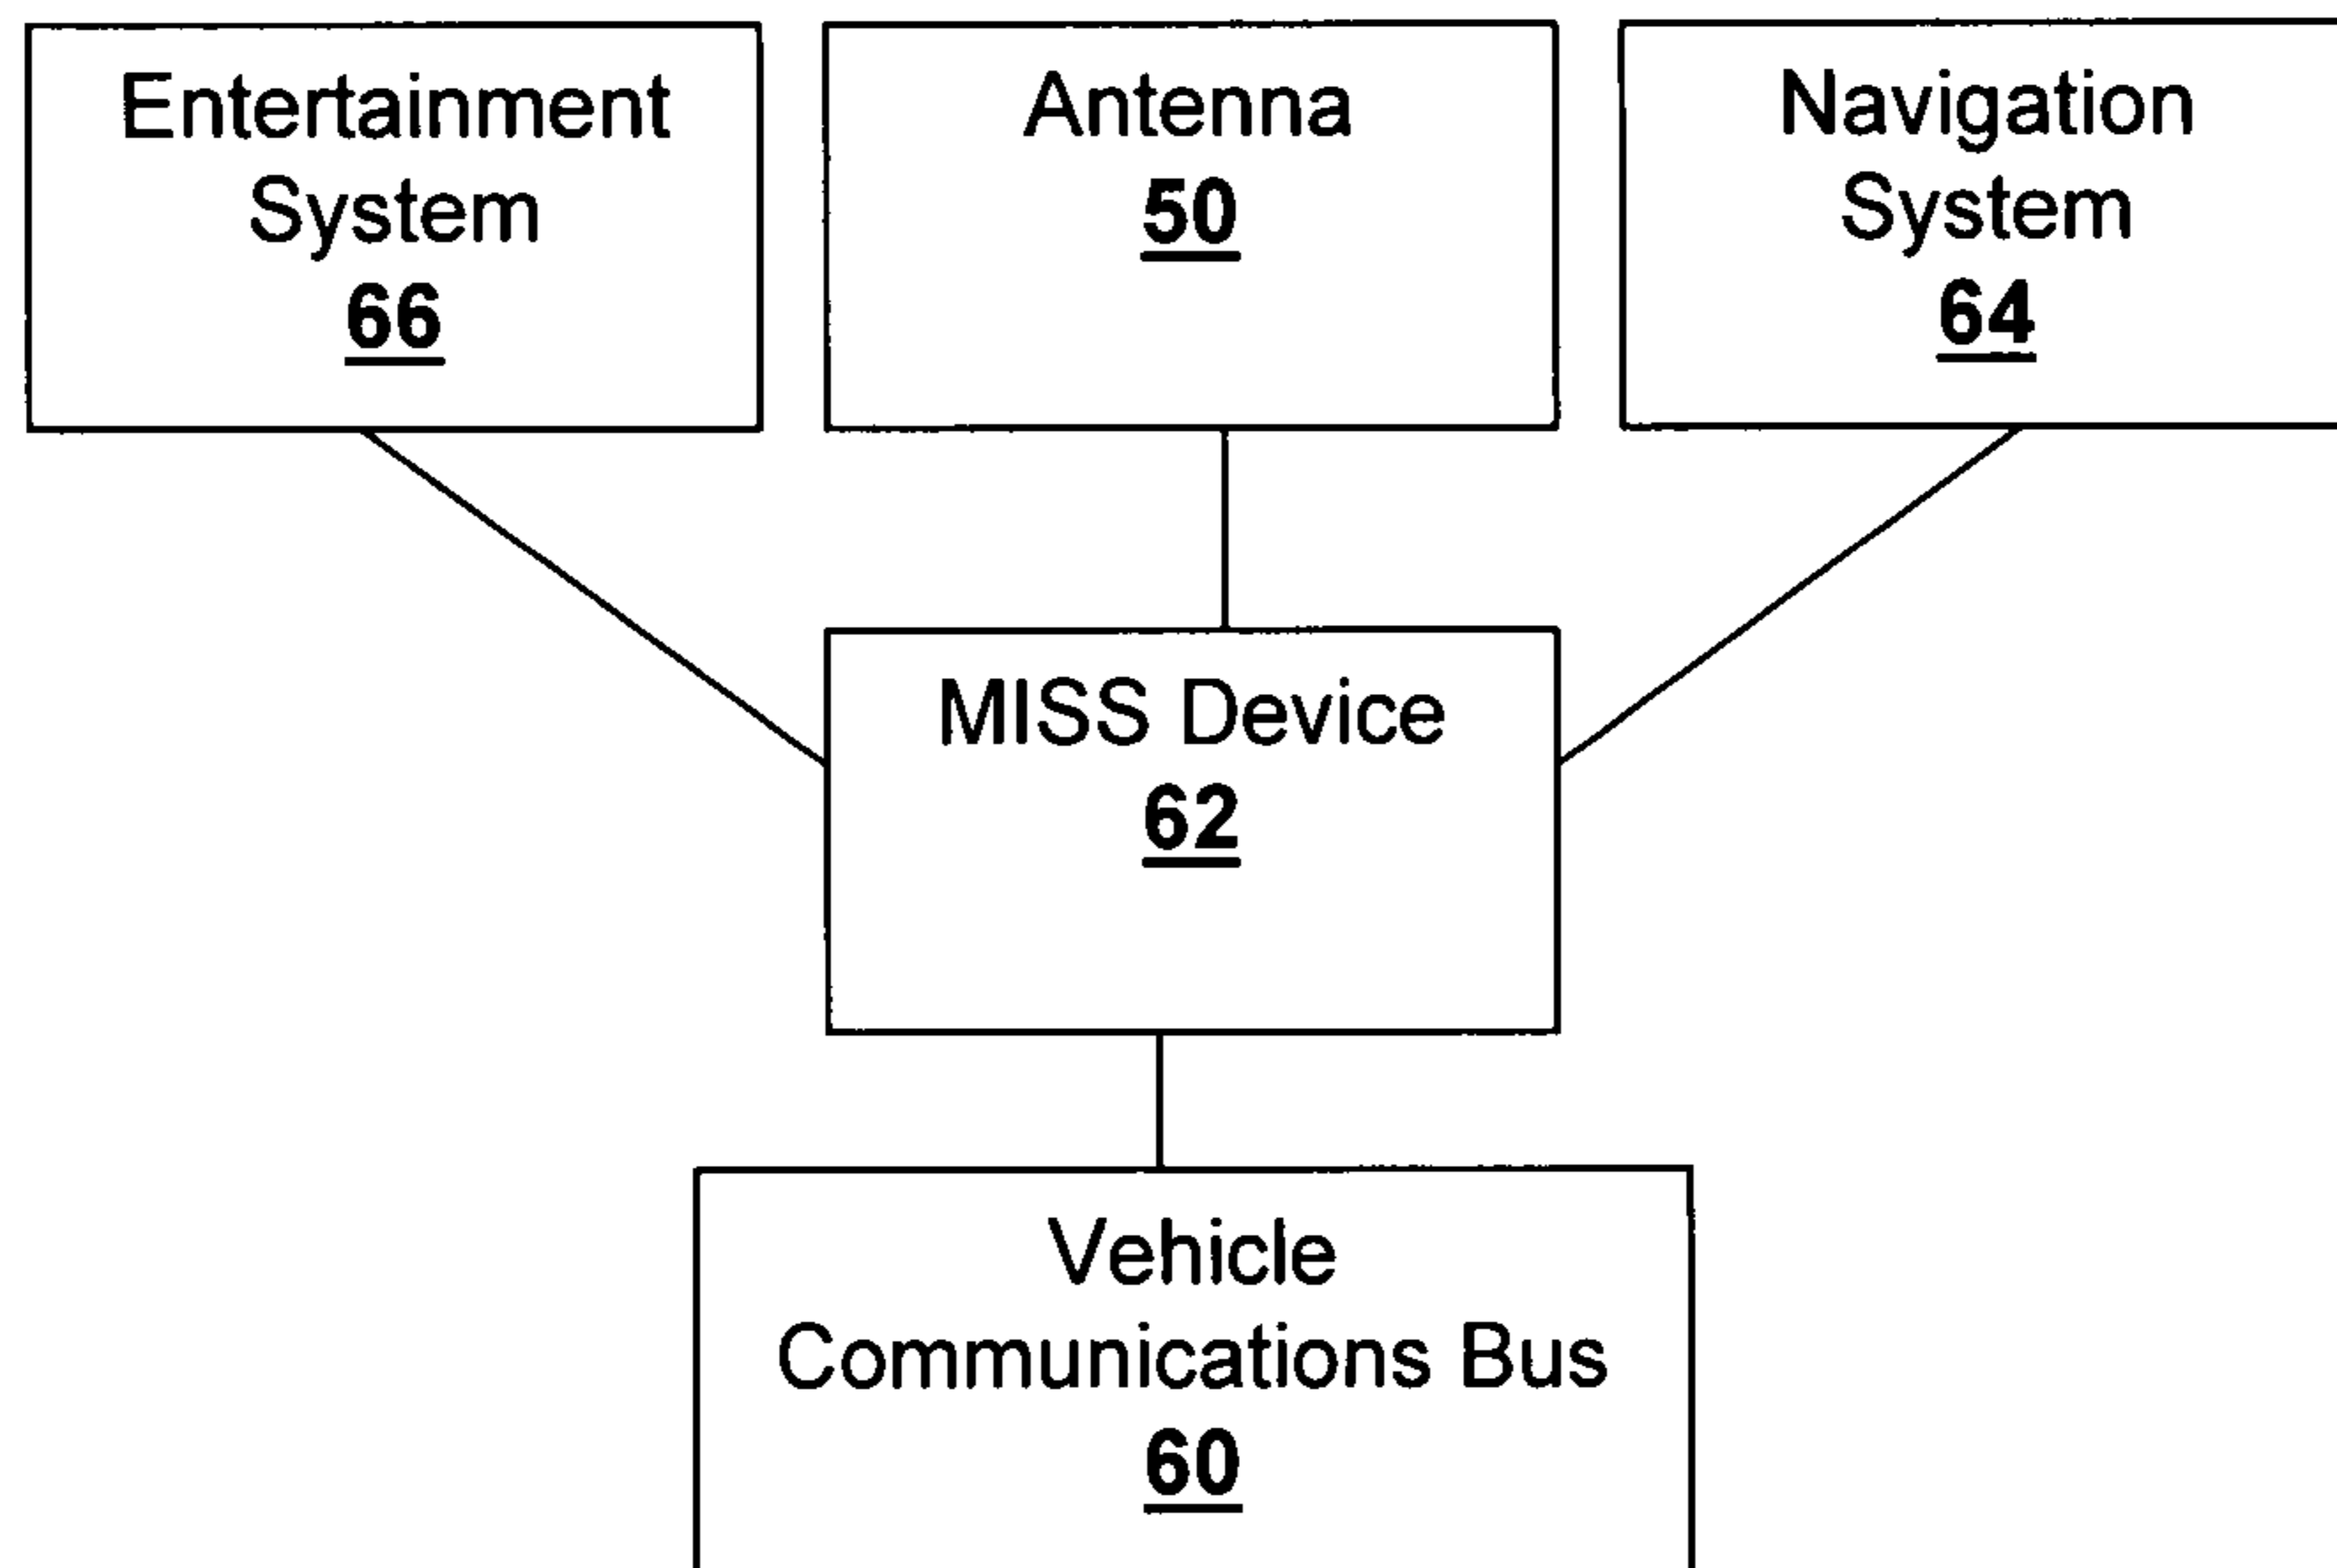 Entertainment
System
66
Antenna
50
Navigation
System
64
MISS Device
62
Vehicle
Communications Bus
60